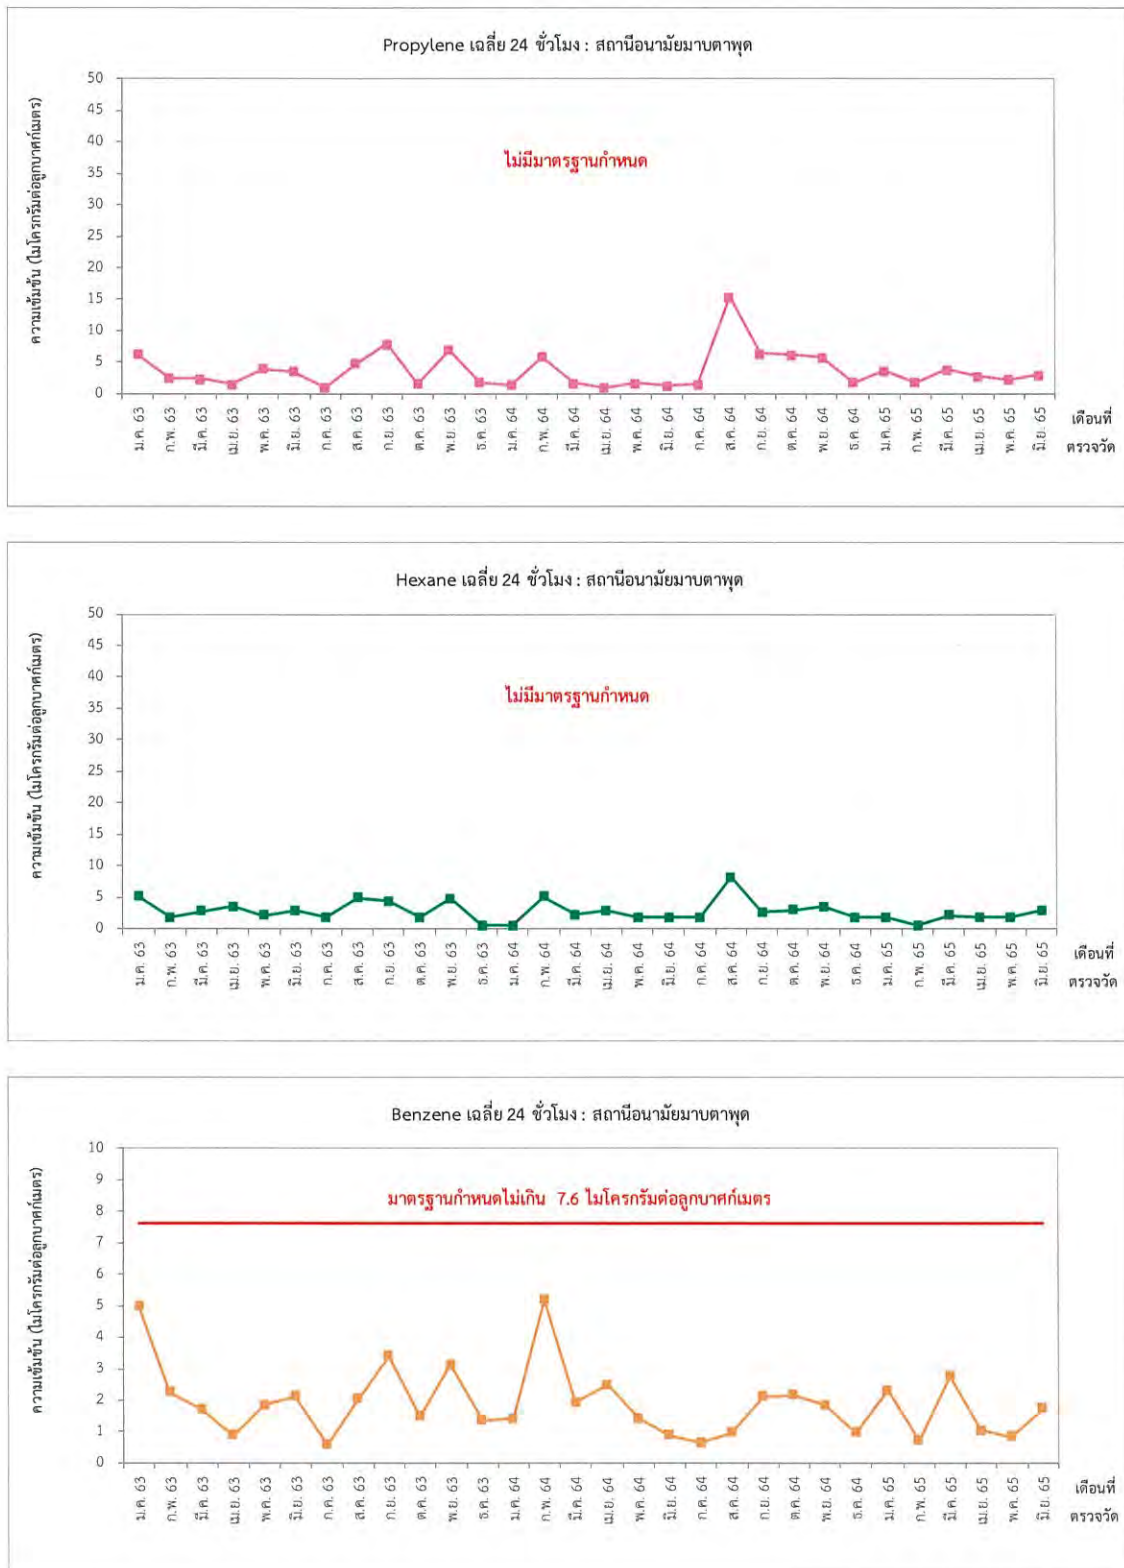 Propylene เฉลี่ย 24 ชั่วโมง : สถานีอนามัยมาบตาพุด
ความเข้มข้น (ไมโครกรัมต่อลูกบาศก์เมตร)
50
45
40
35
30
25
20
15
10
5
0
ไม่มีมาตรฐานกำหนด
ม.ค. 63
ก.พ. 63
มี.ค. 63
เม.ย. 63
พ.ค. 63
มิ.ย. 63
ก.ค. 63
ส.ค. 63
ก.ย. 63
ต.ค. 63
พ.ย. 63
ธ.ค. 63
ม.ค. 64
ก.พ. 64
มี.ค. 64
เม.ย. 64
พ.ค. 64
มิ.ย. 64
ก.ค. 64
ส.ค. 64
ก.ย. 64
ต.ค. 64
พ.ย. 64
ธ.ค. 64
ม.ค. 65
ก.พ. 65
มี.ค. 65
เม.ย. 65
พ.ค. 65
มิ.ย. 65
เดือนที่
ตรวจวัด
Hexane เฉลี่ย 24 ชั่วโมง : สถานีอนามัยมาบตาพุด
ความเข้มข้น (ไมโครกรัมต่อลูกบาศก์เมตร)
50
45
40
35
30
25
20
15
10
5
0
ไม่มีมาตรฐานกำหนด
ม.ค. 63
ก.พ. 63
มี.ค. 63
เม.ย. 63
พ.ค. 63
มิ.ย. 63
ก.ค. 63
ส.ค. 63
ก.ย. 63
ต.ค. 63
พ.ย. 63
ธ.ค. 63
ม.ค. 64
ก.พ. 64
มี.ค. 64
เม.ย. 64
พ.ค. 64
มิ.ย. 64
ก.ค. 64
ส.ค. 64
ก.ย. 64
ต.ค. 64
พ.ย. 64
ธ.ค. 64
ม.ค. 65
ก.พ. 65
มี.ค. 65
เม.ย. 65
พ.ค. 65
มิ.ย. 65
เดือนที่
ตรวจวัด
Benzene เฉลี่ย 24 ชั่วโมง : สถานีอนามัยมาบตาพุด
ความเข้มข้น (ไมโครกรัมต่อลูกบาศก์เมตร)
10
9
8
7
6
5
4
3
2
1
0
มาตรฐานกำหนดไม่เกิน 7.6 ไมโครกรัมต่อลูกบาศก์เมตร
ม.ค. 63
ก.พ. 63
มี.ค. 63
เม.ย. 63
พ.ค. 63
มิ.ย. 63
ก.ค. 63
ส.ค. 63
ก.ย. 63
ต.ค. 63
พ.ย. 63
ธ.ค. 63
ม.ค. 64
ก.พ. 64
มี.ค. 64
เม.ย. 64
พ.ค. 64
มิ.ย. 64
ก.ค. 64
ส.ค. 64
ก.ย. 64
ต.ค. 64
พ.ย. 64
ธ.ค. 64
ม.ค. 65
ก.พ. 65
มี.ค. 65
เม.ย. 65
พ.ค. 65
มิ.ย. 65
เดือนที่
ตรวจวัด